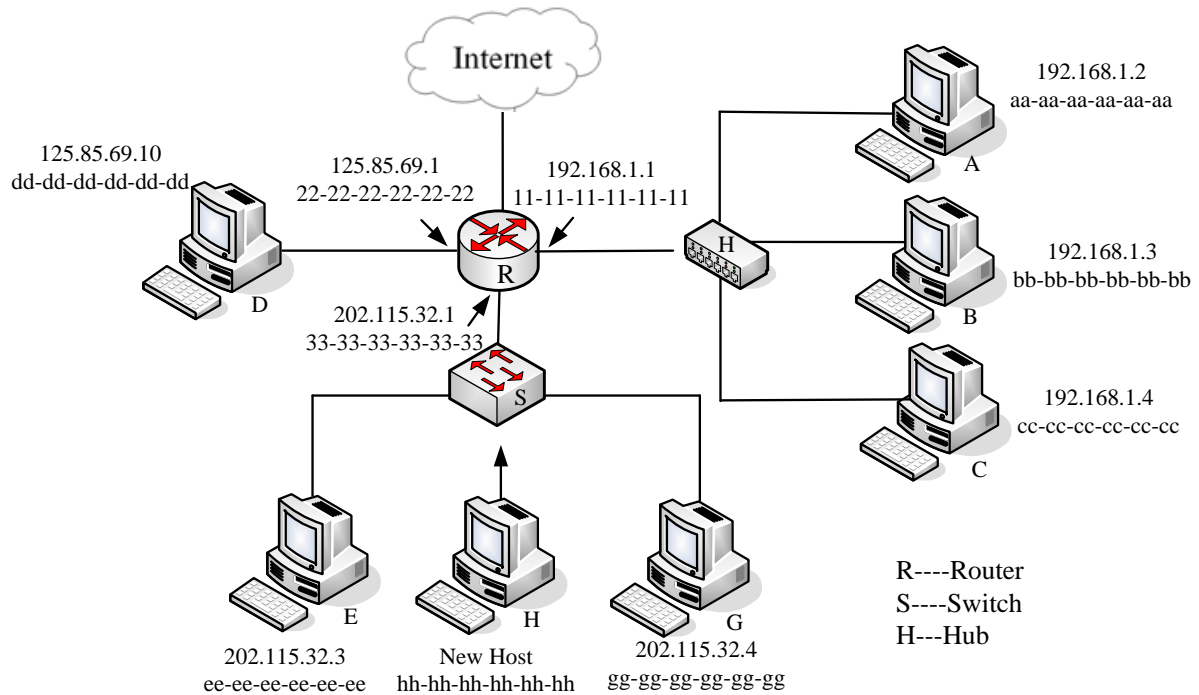 Internet
192.168.1.2
aa-aa-aa-aa-aa-aa
A
125.85.69.10
dd-dd-dd-dd-dd-dd
D
125.85.69.1
22-22-22-22-22-22
192.168.1.1
11-11-11-11-11-11
R
H
192.168.1.3
bb-bb-bb-bb-bb-bb
B
202.115.32.1
33-33-33-33-33-33
S
192.168.1.4
cc-cc-cc-cc-cc-cc
C
E
202.115.32.3
ee-ee-ee-ee-ee-ee
H
New Host
hh-hh-hh-hh-hh-hh
G
202.115.32.4
gg-gg-gg-gg-gg-gg
R----Router
S----Switch
H---Hub